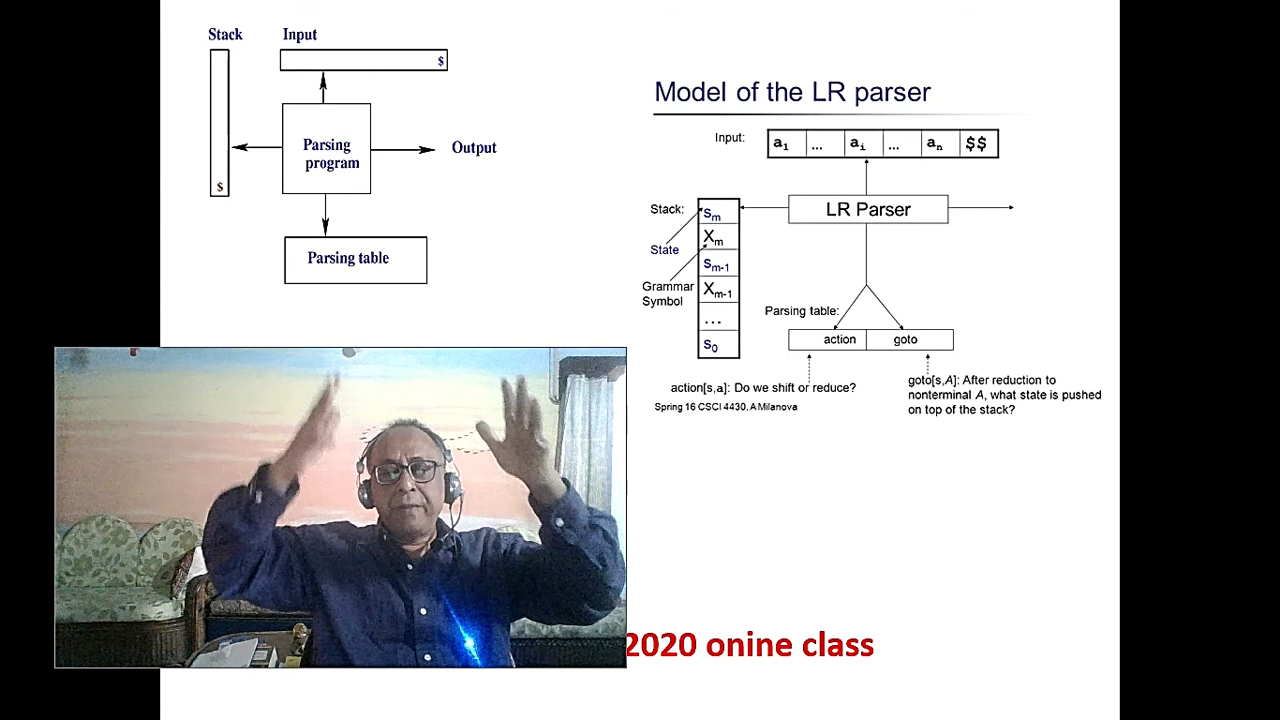 Stack
Input
$
Parsing
program
Output
$
Parsing table
Model of the LR parser
Input:
a1 ... ai ... an $$
LR Parser
Stack:
sm
Xm
State
sm-1
Grammar
Symbol
Xm-1
...
s0
Parsing table:
action goto
action[s,a]: Do we shift or reduce?
goto[s,A]: After reduction to
nonterminal A, what state is pushed
on top of the stack?
Spring 16 CSCI 4430, A Milanova
2020 onine class